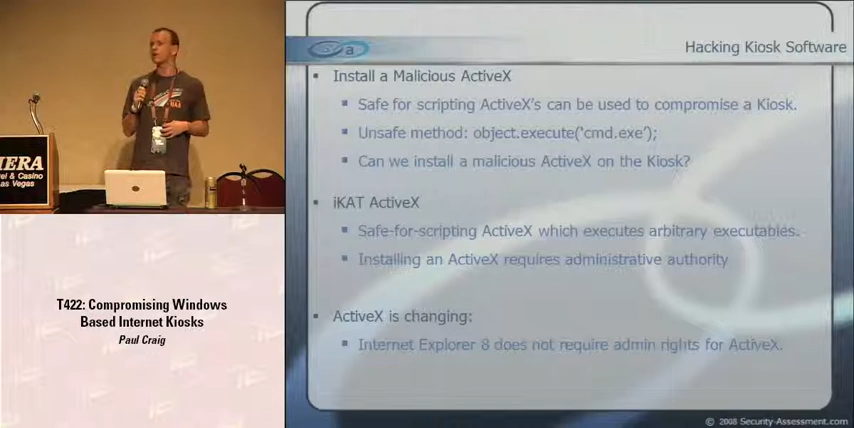 Hacking Kiosk Software
Install a Malicious ActiveX
Safe for scripting ActiveX's can be used to compromise a Kiosk.
Unsafe method: object.execute('cmd.exe');
Can we install a malicious ActiveX on the Kiosk?
iKAT ActiveX
Safe-for-scripting ActiveX which executes arbitrary executables.
Installing an ActiveX requires administrative authority
ActiveX is changing:
Internet Explorer 8 does not require admin rights for ActiveX.
© 2008 Security-Assessment.com
IERA
el & Casino
as Vegas
T422: Compromising Windows
Based Internet Kiosks
Paul Craig